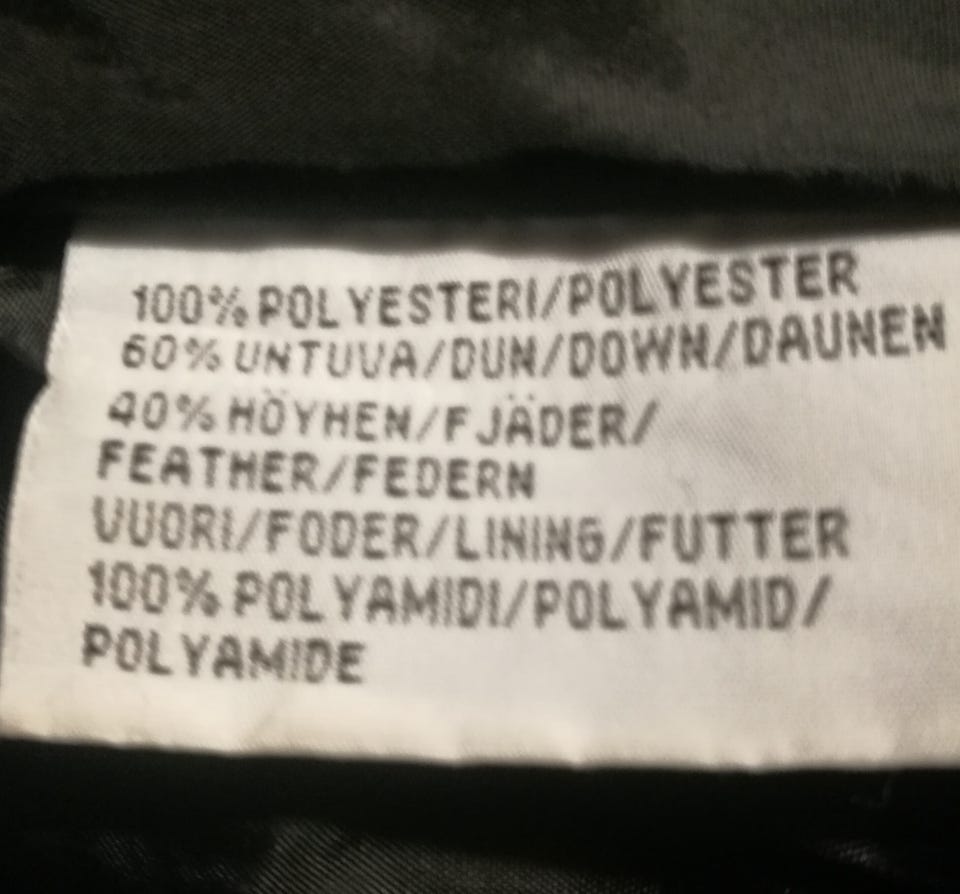 100% POLYESTERI/POLYESTER
60% UNTUVA/DUN/DOWN/DAUNEN
40% HÖYHEN/FJÄDER/
FEATHER/FEDERN
VUORI/FODER/LINING/FUTTER
100% POLYAMIDI/POLYAMID/
POLYAMIDE